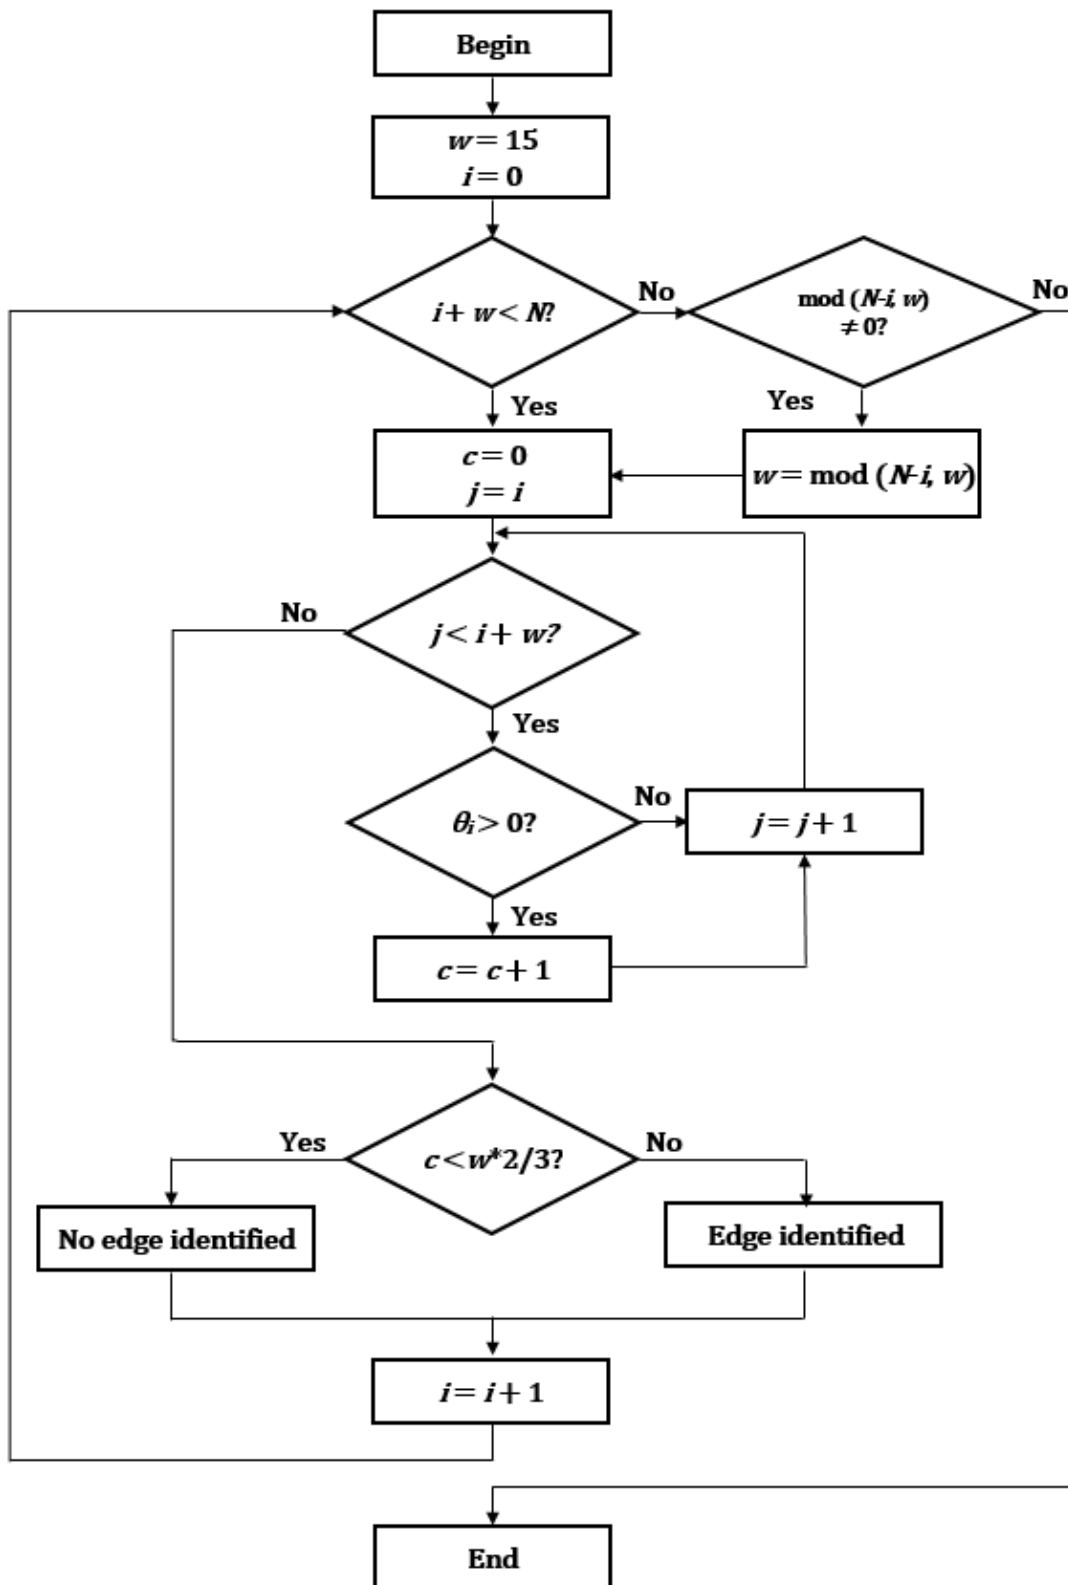 Begin
w = 15
i = 0
i + w < N?
No
mod (N-i, w)
≠ 0?
No
Yes
Yes
c = 0
j = i
w = mod (N-i, w)
No
j < i + w?
Yes
θi > 0?
No
j = j + 1
Yes
c = c + 1
Yes
c < w*2/3?
No
No edge identified
Edge identified
i = i + 1
End